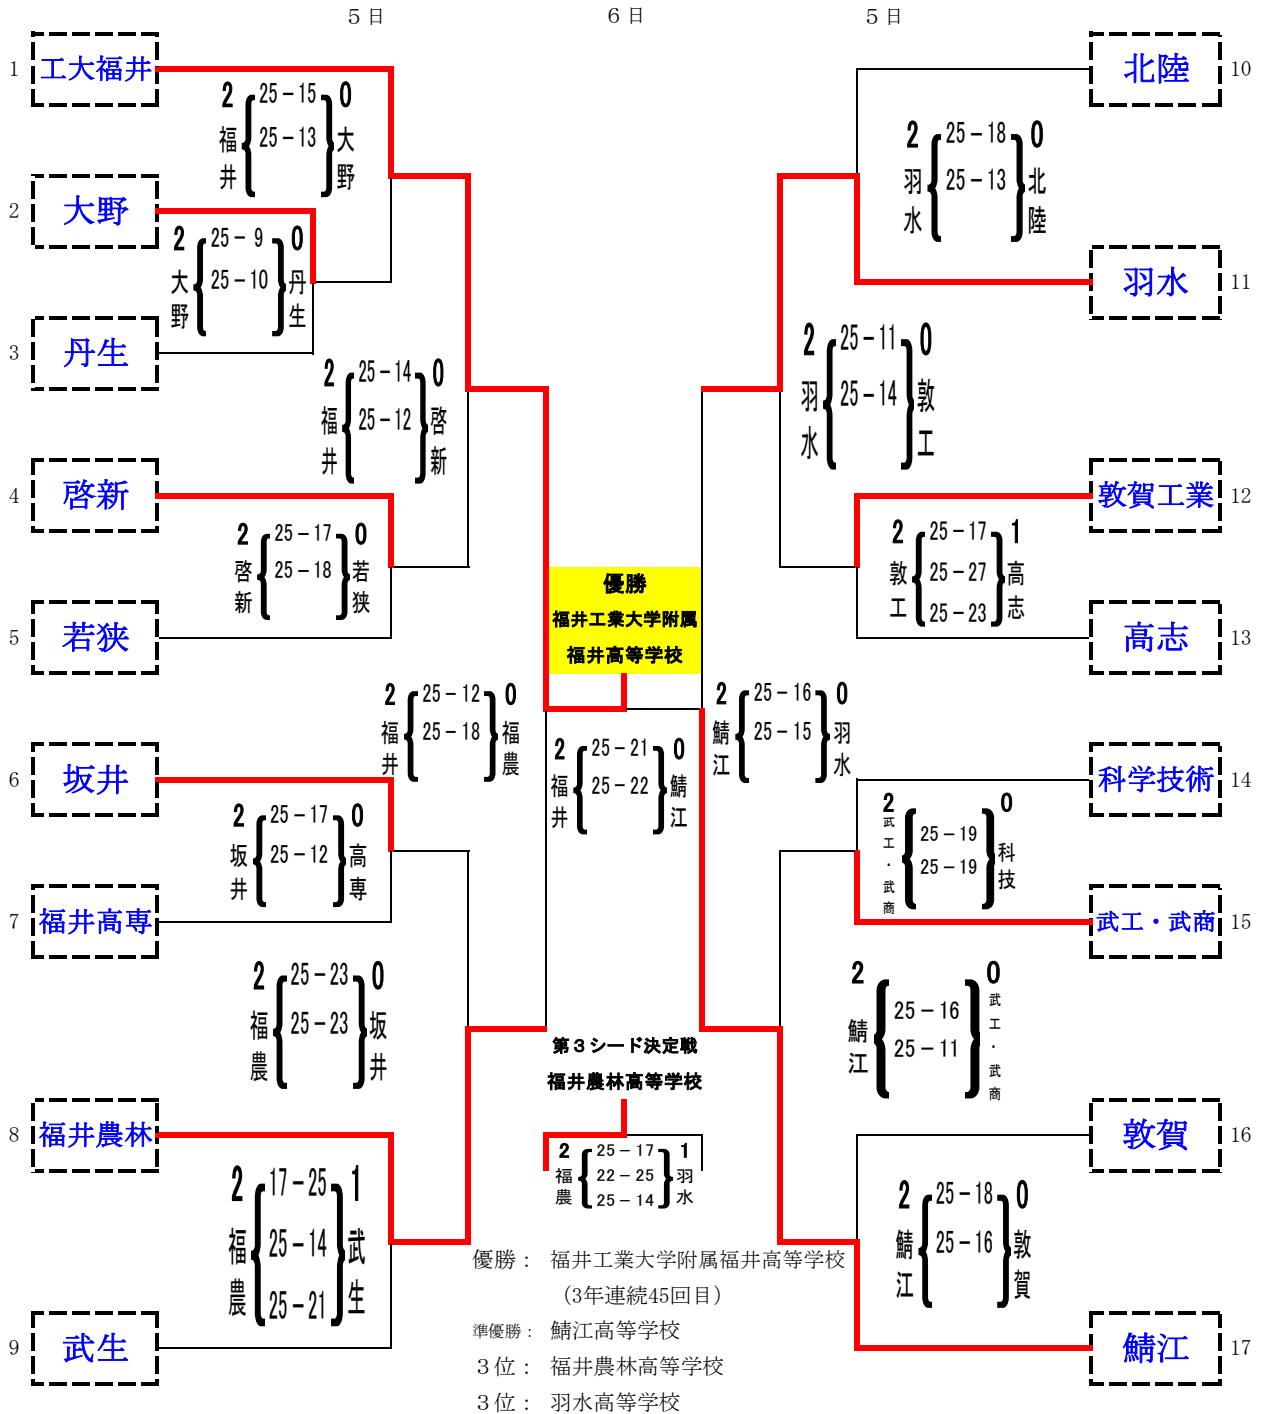 ５日 ６日 ５日
1 工大福井
2 大野
3 丹生
4 啓新
5 若狭
6 坂井
7 福井高専
8 福井農林
9 武生
北陸 10
羽水 11
敦賀工業 12
高志 13
科学技術 14
武工・武商 15
敦賀 16
鯖江 17
2 25－15 0
福井 25－13 大野
2 25－9 0
大野 25－10 丹生
2 25－14 0
福井 25－12 啓新
2 25－17 0
啓新 25－18 若狭
2 25－12 0
福井 25－18 福農
2 25－17 0
坂井 25－12 高専
2 25－23 0
福農 25－23 坂井
2 17－25 1
福農 25－14 武生
25－21
2 25－18 0
羽水 25－13 北陸
2 25－11 0
羽水 25－14 敦工
2 25－17 1
敦工 25－27 高志
25－23
2 25－16 0
鯖江 25－15 羽水
2 0
武工・武商 25－19 科技
25－19
2 0
鯖江 25－16 武工・武商
25－11
2 25－18 0
鯖江 25－16 敦賀
優勝
福井工業大学附属
福井高等学校
2 25－21 0
福井 25－22 鯖江
第３シード決定戦
福井農林高等学校
2 25－17 1
福農 22－25 羽水
25－14
優勝： 福井工業大学附属福井高等学校
（3年連続45回目）
準優勝： 鯖江高等学校
３位： 福井農林高等学校
３位： 羽水高等学校